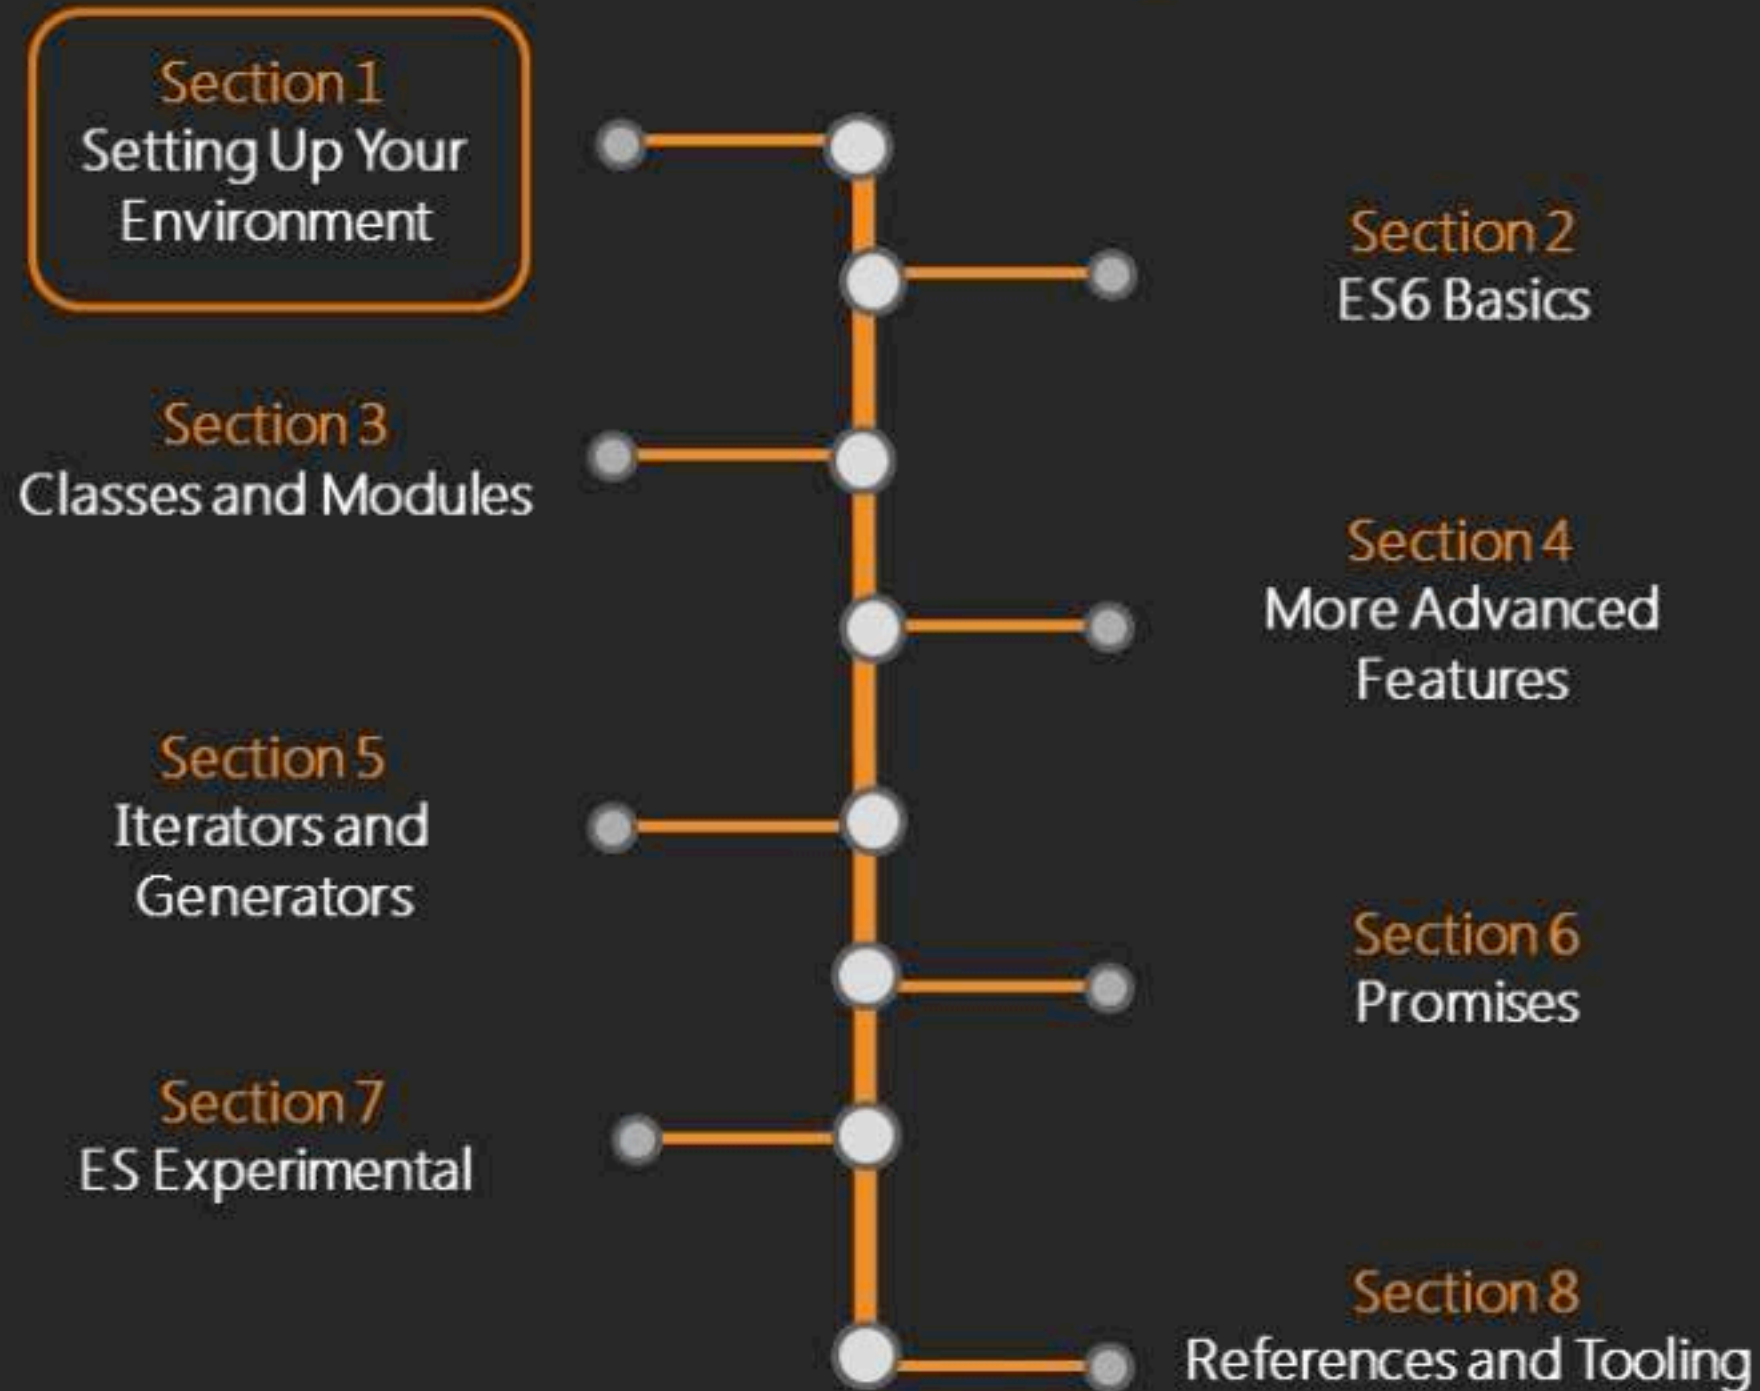 Section 1
Setting Up Your
Environment
Section 2
ES6 Basics
Section 3
Classes and Modules
Section 4
More Advanced
Features
Section 5
Iterators and
Generators
Section 6
Promises
Section 7
ES Experimental
Section 8
References and Tooling